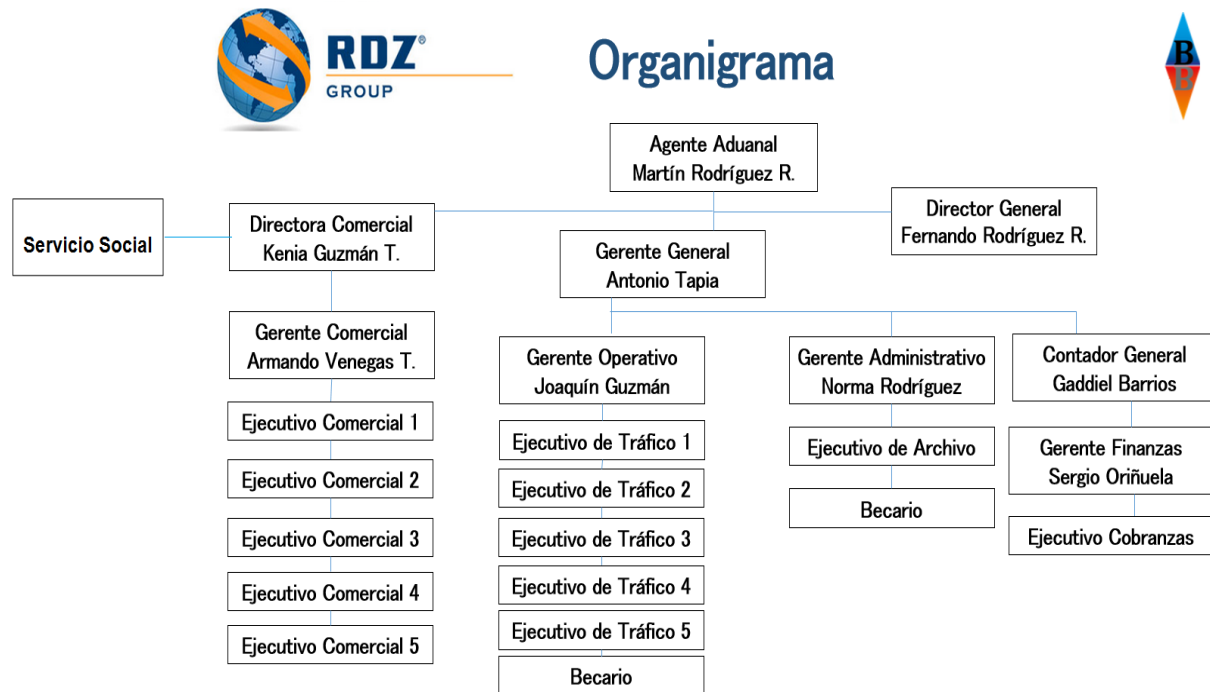 RDZ®
GROUP
Organigrama
B
B
Agente Aduanal
Martín Rodríguez R.
Servicio Social
Directora Comercial
Kenia Guzmán T.
Director General
Fernando Rodríguez R.
Gerente General
Antonio Tapia
Gerente Comercial
Armando Venegas T.
Ejecutivo Comercial 1
Ejecutivo Comercial 2
Ejecutivo Comercial 3
Ejecutivo Comercial 4
Ejecutivo Comercial 5
Gerente Operativo
Joaquín Guzmán
Ejecutivo de Tráfico 1
Ejecutivo de Tráfico 2
Ejecutivo de Tráfico 3
Ejecutivo de Tráfico 4
Ejecutivo de Tráfico 5
Becario
Gerente Administrativo
Norma Rodríguez
Ejecutivo de Archivo
Becario
Contador General
Gaddiel Barrios
Gerente Finanzas
Sergio Oriñuela
Ejecutivo Cobranzas